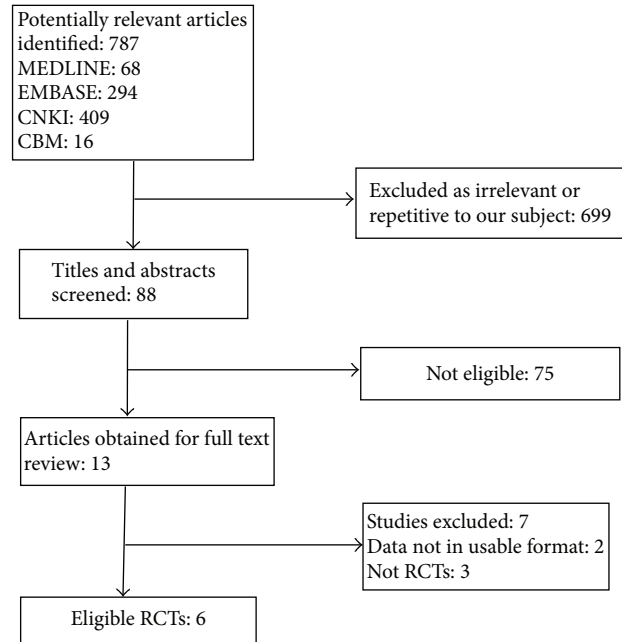 Potentially relevant articles
identified: 787
MEDLINE: 68
EMBASE: 294
CNKI: 409
CBM: 16
Excluded as irrelevant or
repetitive to our subject: 699
Titles and abstracts
screened: 88
Not eligible: 75
Articles obtained for full text
review: 13
Studies excluded: 7
Data not in usable format: 2
Not RCTs: 3
Eligible RCTs: 6